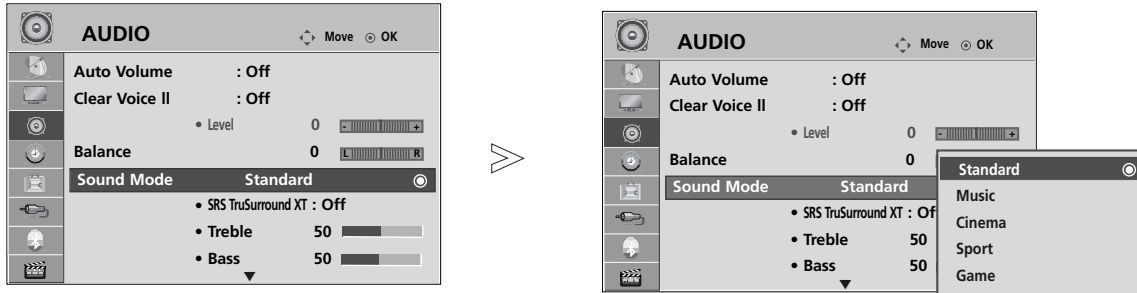 AUDIO
Move OK
Auto Volume : Off
Clear Voice II : Off
• Level 0 - +
Balance 0 L R
Sound Mode Standard
• SRS TruSurround XT : Off
• Treble 50
• Bass 50
AUDIO
Move OK
Auto Volume : Off
Clear Voice II : Off
• Level 0 - +
Balance 0
Sound Mode Standard
• SRS TruSurround XT : Of
• Treble 50
• Bass 50
Standard
Music
Cinema
Sport
Game